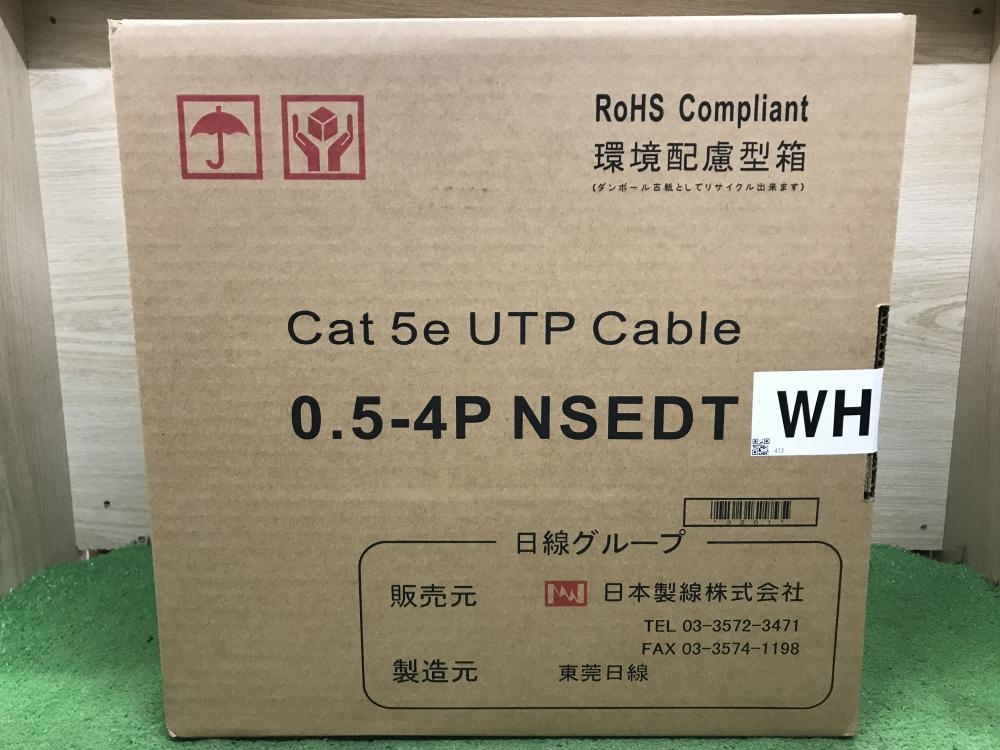 RoHS Compliant
環境配慮型箱
(ダンボール古紙としてリサイクル出来ます)
Cat 5e UTP Cable
0.5-4P NSEDT WH
413
*3201*
日線グループ
販売元 日本製線株式会社
TEL 03-3572-3471
FAX 03-3574-1198
製造元 東莞日線